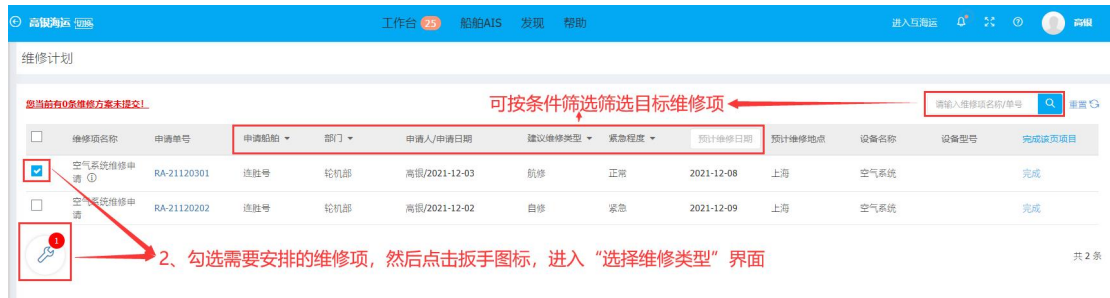 高银海运
工作台 25 船舶AIS 发现 帮助
进入互海运 高银
维修计划
您当前有0条维修方案未提交！
可按条件筛选筛选目标维修项
请输入维修项名称/单号 重置
维修项名称 申请单号 申请船舶 部门 申请人/申请日期 建议维修类型 紧急程度 预计维修日期 预计维修地点 设备名称 设备型号 完成该页项目
空气系统维修申请 RA-21120301 连胜号 轮机部 高银/2021-12-03 航修 正常 2021-12-08 上海 空气系统 完成
空气系统维修申请 RA-21120202 连胜号 轮机部 高银/2021-12-02 自修 紧急 2021-12-09 上海 空气系统 完成
1
2、勾选需要安排的维修项，然后点击扳手图标，进入“选择维修类型”界面
共 2 条